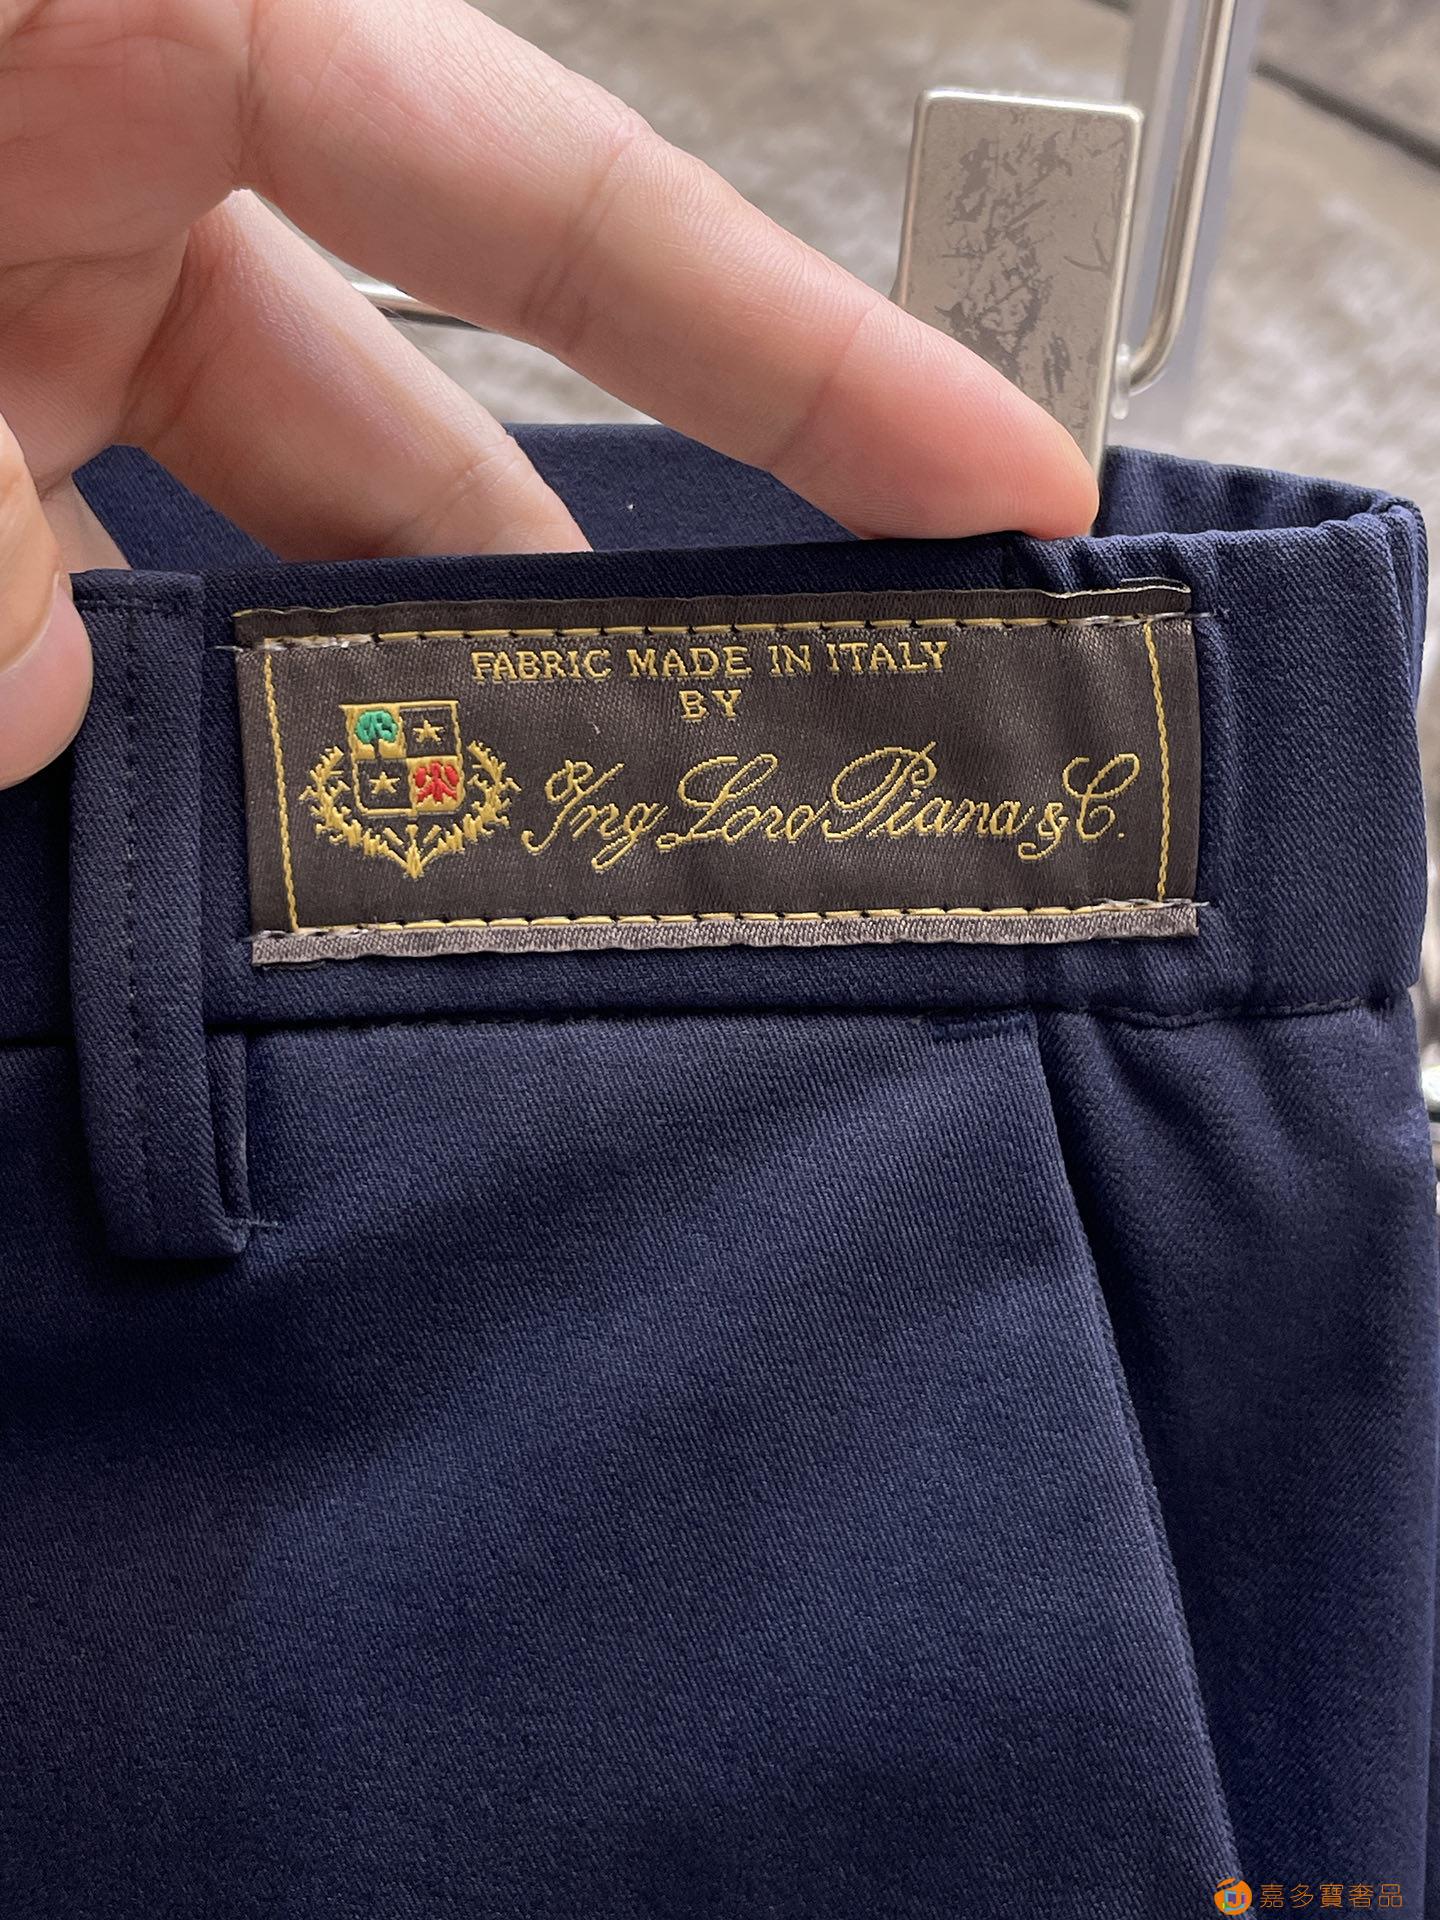 FABRIC MADE IN ITALY
BY
Ing Loro Piana & C.
嘉多寶奢品